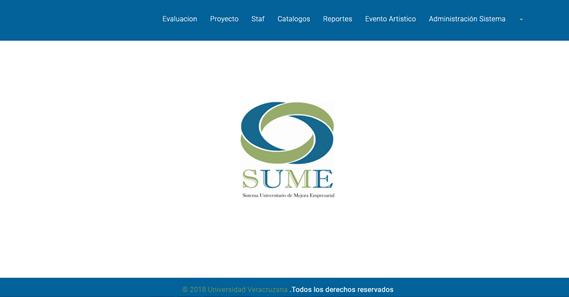 Evaluacion Proyecto Staf Catalogos Reportes Evento Artistico Administración Sistema
SUME
Sistema Universitario de Mejora Empresarial
© 2018 Universidad Veracruzana .Todos los derechos reservados